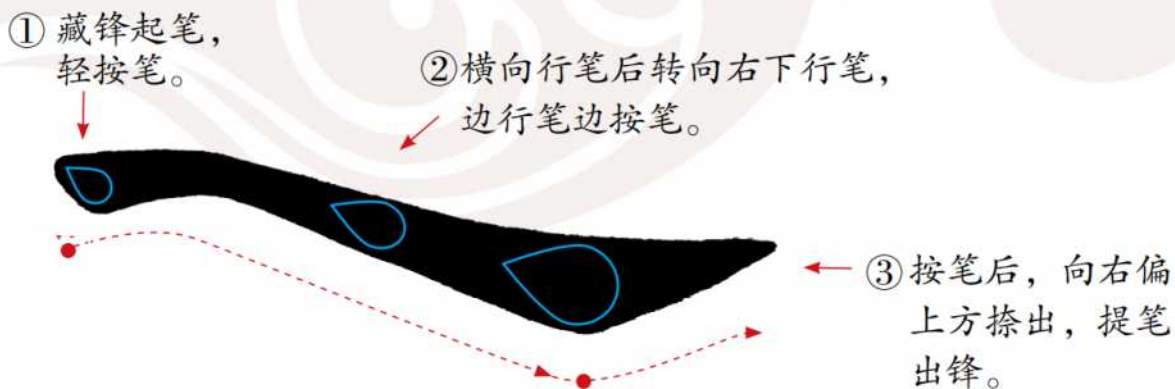 ① 藏锋起笔，
轻按笔。
②横向行笔后转向右下行笔，
边行笔边按笔。
③按笔后，向右偏
上方捺出，提笔
出锋。